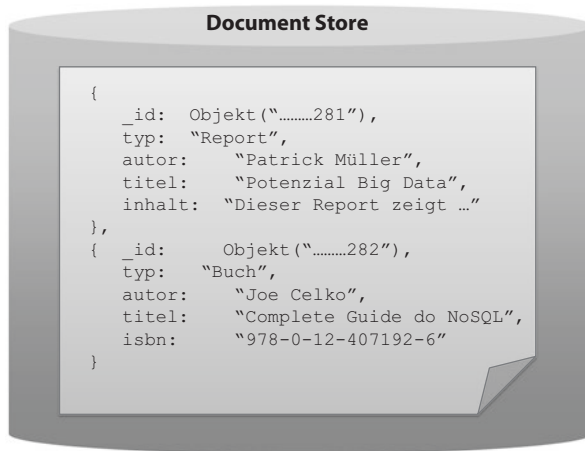 Document Store
{
_id: Objekt(“………281”),
typ: “Report”,
autor: “Patrick Müller”,
titel: “Potenzial Big Data”,
inhalt: “Dieser Report zeigt …”
},
{ _id: Objekt(“………282”),
typ: “Buch”,
autor: “Joe Celko”,
titel: “Complete Guide do NoSQL”,
isbn: “978-0-12-407192-6”
}